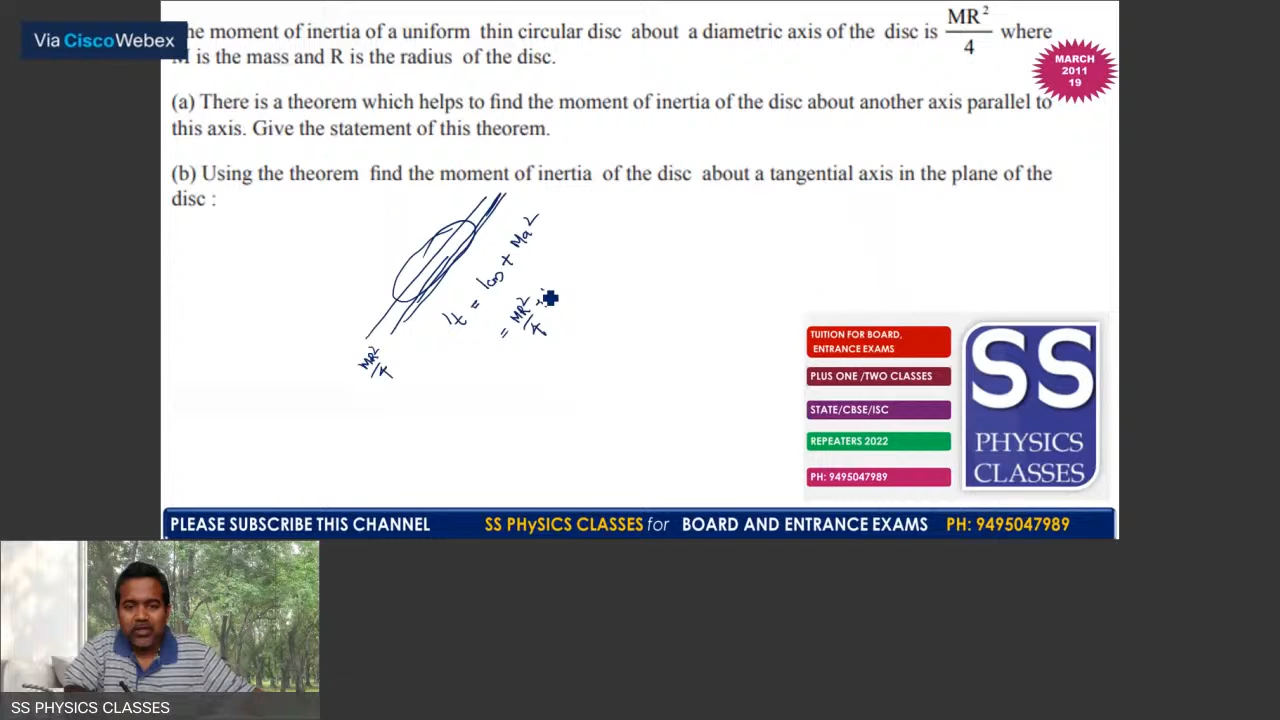 Via CiscoWebex
he moment of inertia of a uniform thin circular disc about a diametric axis of the disc is MR²/4 where
M is the mass and R is the radius of the disc.
MARCH
2011
19
(a) There is a theorem which helps to find the moment of inertia of the disc about another axis parallel to
this axis. Give the statement of this theorem.
(b) Using the theorem find the moment of inertia of the disc about a tangential axis in the plane of the
disc :
= MR²/4 +
MR²/4
TUITION FOR BOARD,
ENTRANCE EXAMS
PLUS ONE /TWO CLASSES
STATE/CBSE/ISC
REPEATERS 2022
PH: 9495047989
SS
PHYSICS
CLASSES
PLEASE SUBSCRIBE THIS CHANNEL SS PHySICS CLASSES for BOARD AND ENTRANCE EXAMS PH: 9495047989
SS PHYSICS CLASSES